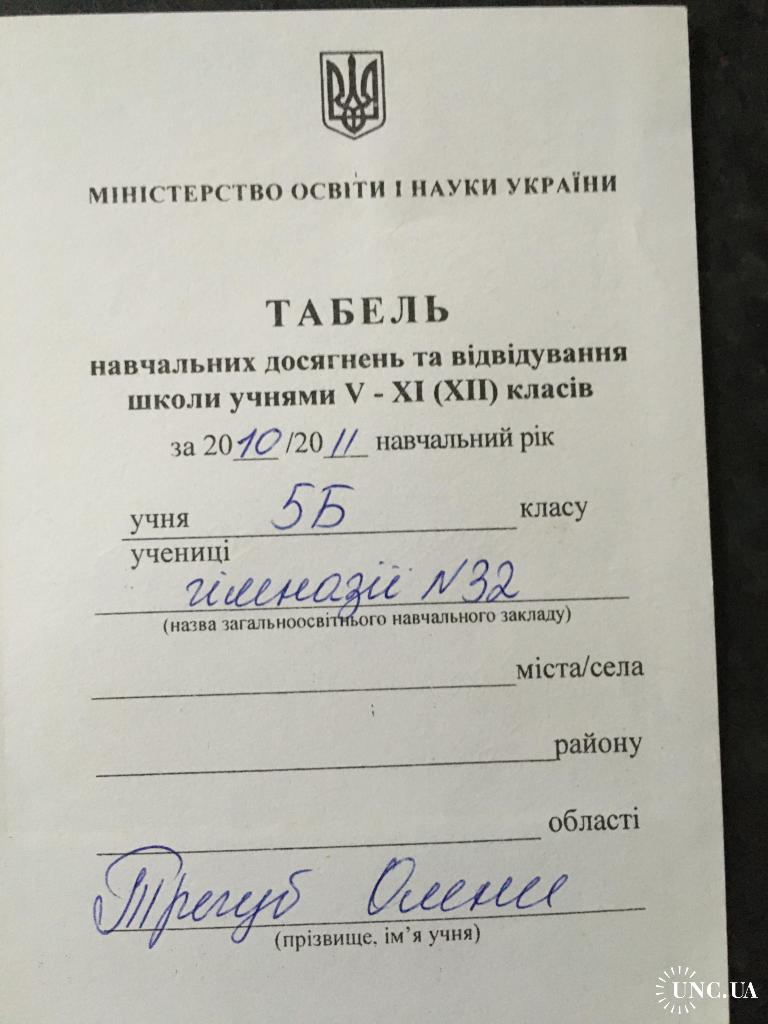 МІНІСТЕРСТВО ОСВІТИ І НАУКИ УКРАЇНИ
ТАБЕЛЬ
навчальних досягнень та відвідування
школи учнями V - XI (XII) класів
за 2010/2011 навчальний рік
учня 5Б класу
учениці
гімназії N32
(назва загальноосвітнього навчального закладу)
міста/села
району
області
Трегуб Олени
(прізвище, ім’я учня)
UNC.UA